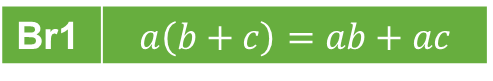 Br1 a(b + c) = ab + ac